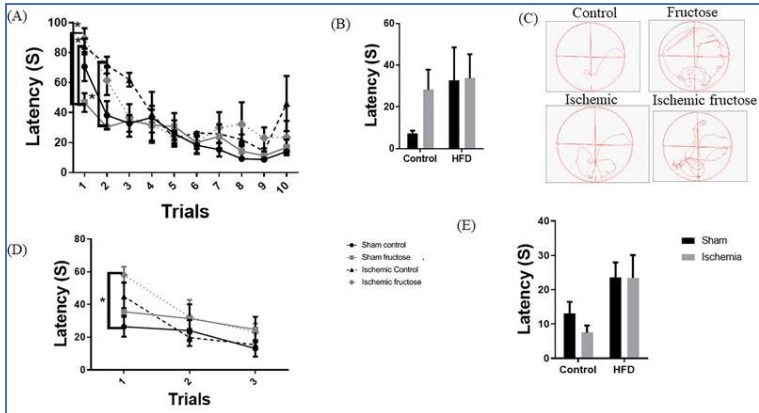 (A)
Latency (S)
100
80
60
40
20
0
*
*
*
1 2 3 4 5 6 7 8 9 10
Trials
(B)
Latency (S)
60
40
20
0
Control HFD
(C)
Control Fructose
Ischemic Ischemic fructose
(D)
Latency (S)
80
60
40
20
0
*
1 2 3
Trials
Sham control
Sham fructose
Ischemic Control
Ischemic fructose
(E)
Latency (S)
30
20
10
0
Control HFD
Sham
Ischemia